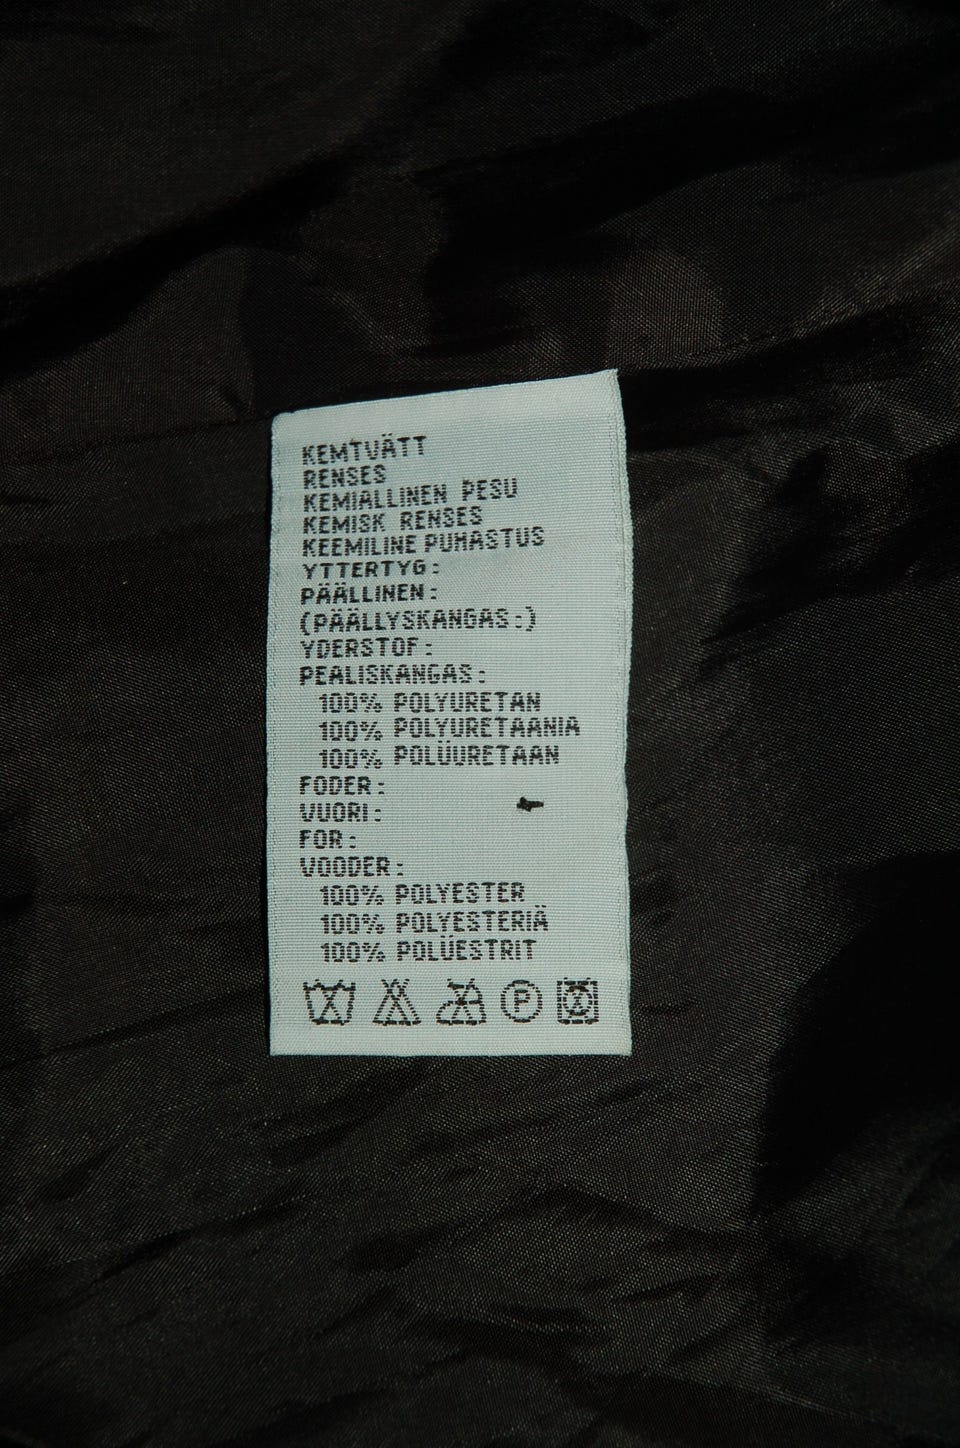 KEMTVÄTT
RENSES
KEMIALLINEN PESU
KEMISK RENSES
KEEMILINE PUHASTUS
YTTERTYG:
PÄÄLLINEN:
(PÄÄLLYSKANGAS:)
YDERSTOF:
PEALISKANGAS:
100% POLYURETAN
100% POLYURETAANIA
100% POLÜURETAAN
FODER:
VUORI:
FOR:
VOODER:
100% POLYESTER
100% POLYESTERIÄ
100% POLÜESTRIT
P